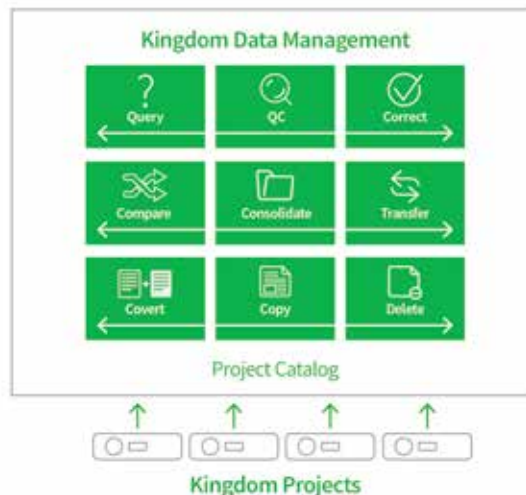 Kingdom Data Management
Query QC Correct
Compare Consolidate Transfer
Covert Copy Delete
Project Catalog
Kingdom Projects